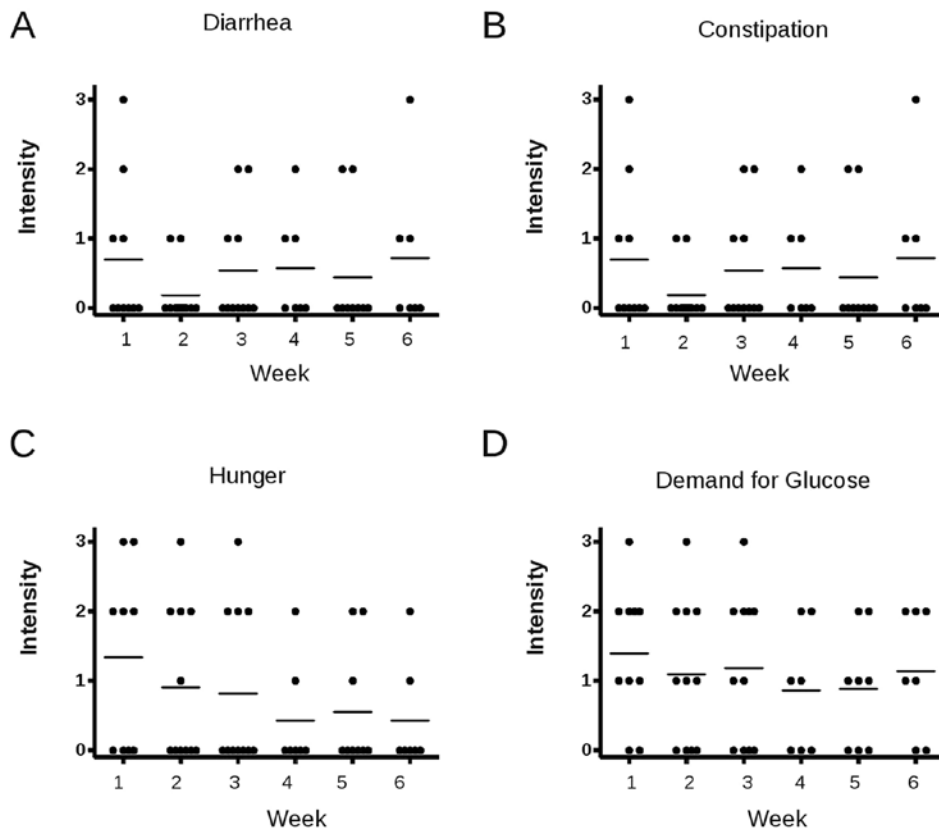 A
Diarrhea
Intensity
3
2
1
0
1 2 3 4 5 6
Week
B
Constipation
Intensity
3
2
1
0
1 2 3 4 5 6
Week
C
Hunger
Intensity
3
2
1
0
1 2 3 4 5 6
Week
D
Demand for Glucose
Intensity
3
2
1
0
1 2 3 4 5 6
Week